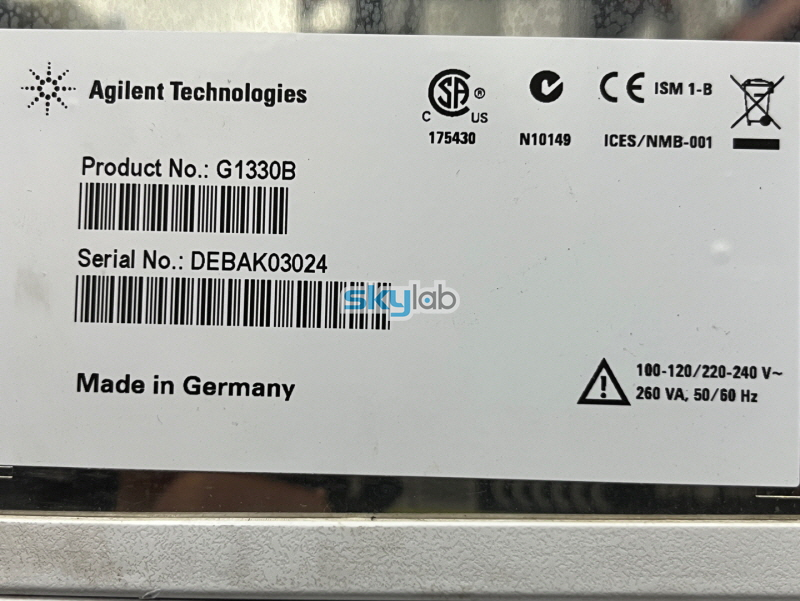 Agilent Technologies
Product No.: G1330B
Serial No.: DEBAK03024
Made in Germany
C SA ® US
175430
N10149
CE ISM 1-B
ICES/NMB-001
skylab
100-120/220-240 V~
260 VA, 50/60 Hz